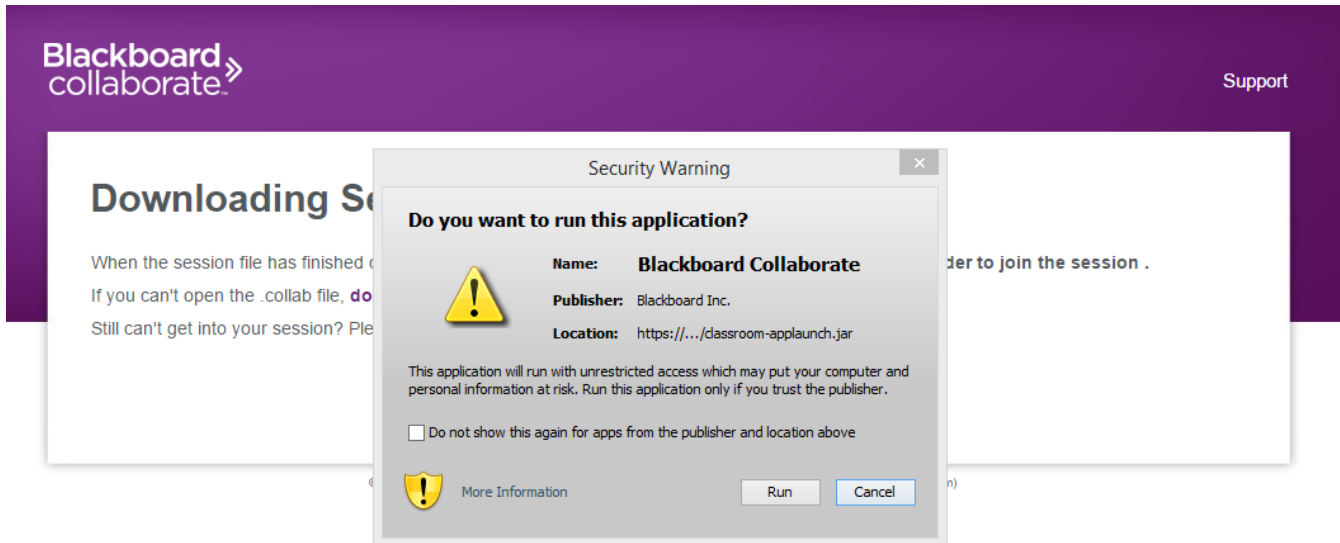 Blackboard
collaborate™
Support
Downloading Se
When the session file has finished
If you can't open the .collab file, do
Still can't get into your session? Ple
der to join the session .
Security Warning
Do you want to run this application?
Name: Blackboard Collaborate
Publisher: Blackboard Inc.
Location: https://.../classroom-applaunch.jar
This application will run with unrestricted access which may put your computer and
personal information at risk. Run this application only if you trust the publisher.
Do not show this again for apps from the publisher and location above
More Information
Run
Cancel